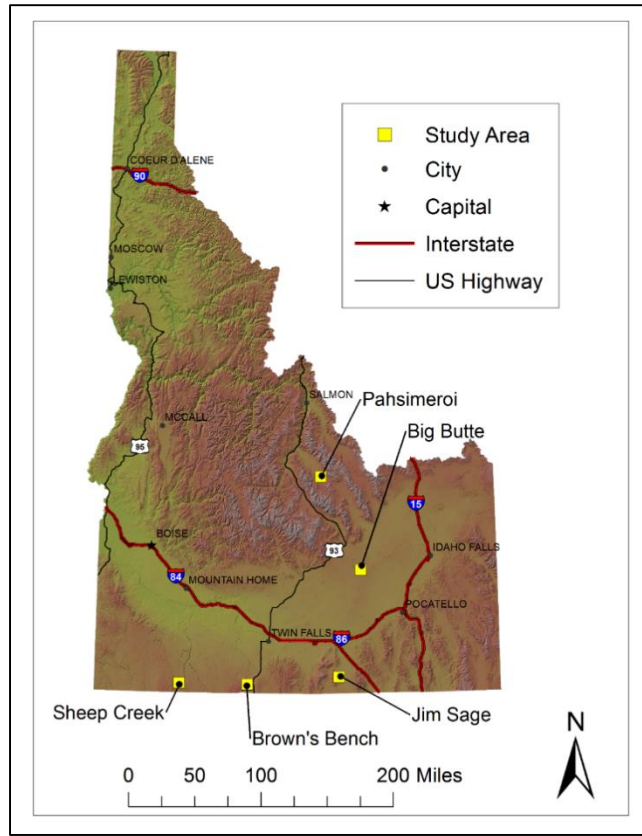 COEUR D'ALENE
90
MOSCOW
LEWISTON
Study Area
City
Capital
Interstate
US Highway
SALMON
Pahsimeroi
MCCALL
Big Butte
95
15
BOISE
93
IDAHO FALLS
84
MOUNTAIN HOME
POCATELLO
TWIN FALLS
86
Sheep Creek
Jim Sage
Brown's Bench
N
0 50 100 200 Miles